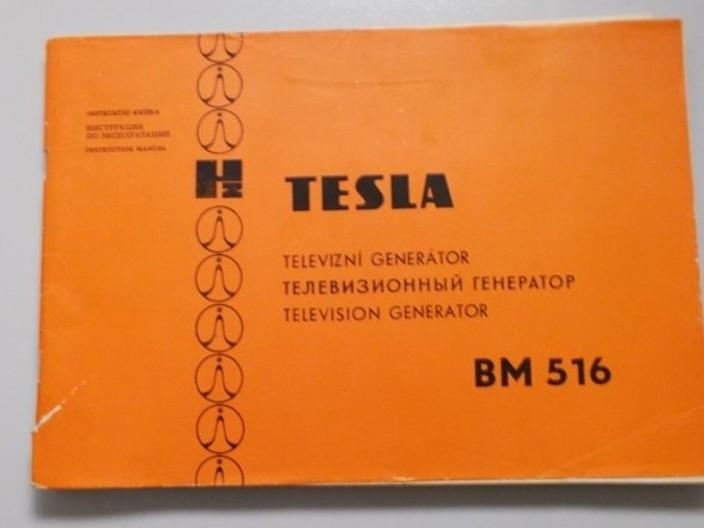 INSTRUKČNÍ KNÍŽKA
ИНСТРУКЦИЯ
ПО ЭКСПЛУАТАЦИИ
INSTRUCTION MANUAL
TESLA
TELEVIZNÍ GENERÁTOR
ТЕЛЕВИЗИОННЫЙ ГЕНЕРАТОР
TELEVISION GENERATOR
BM 516